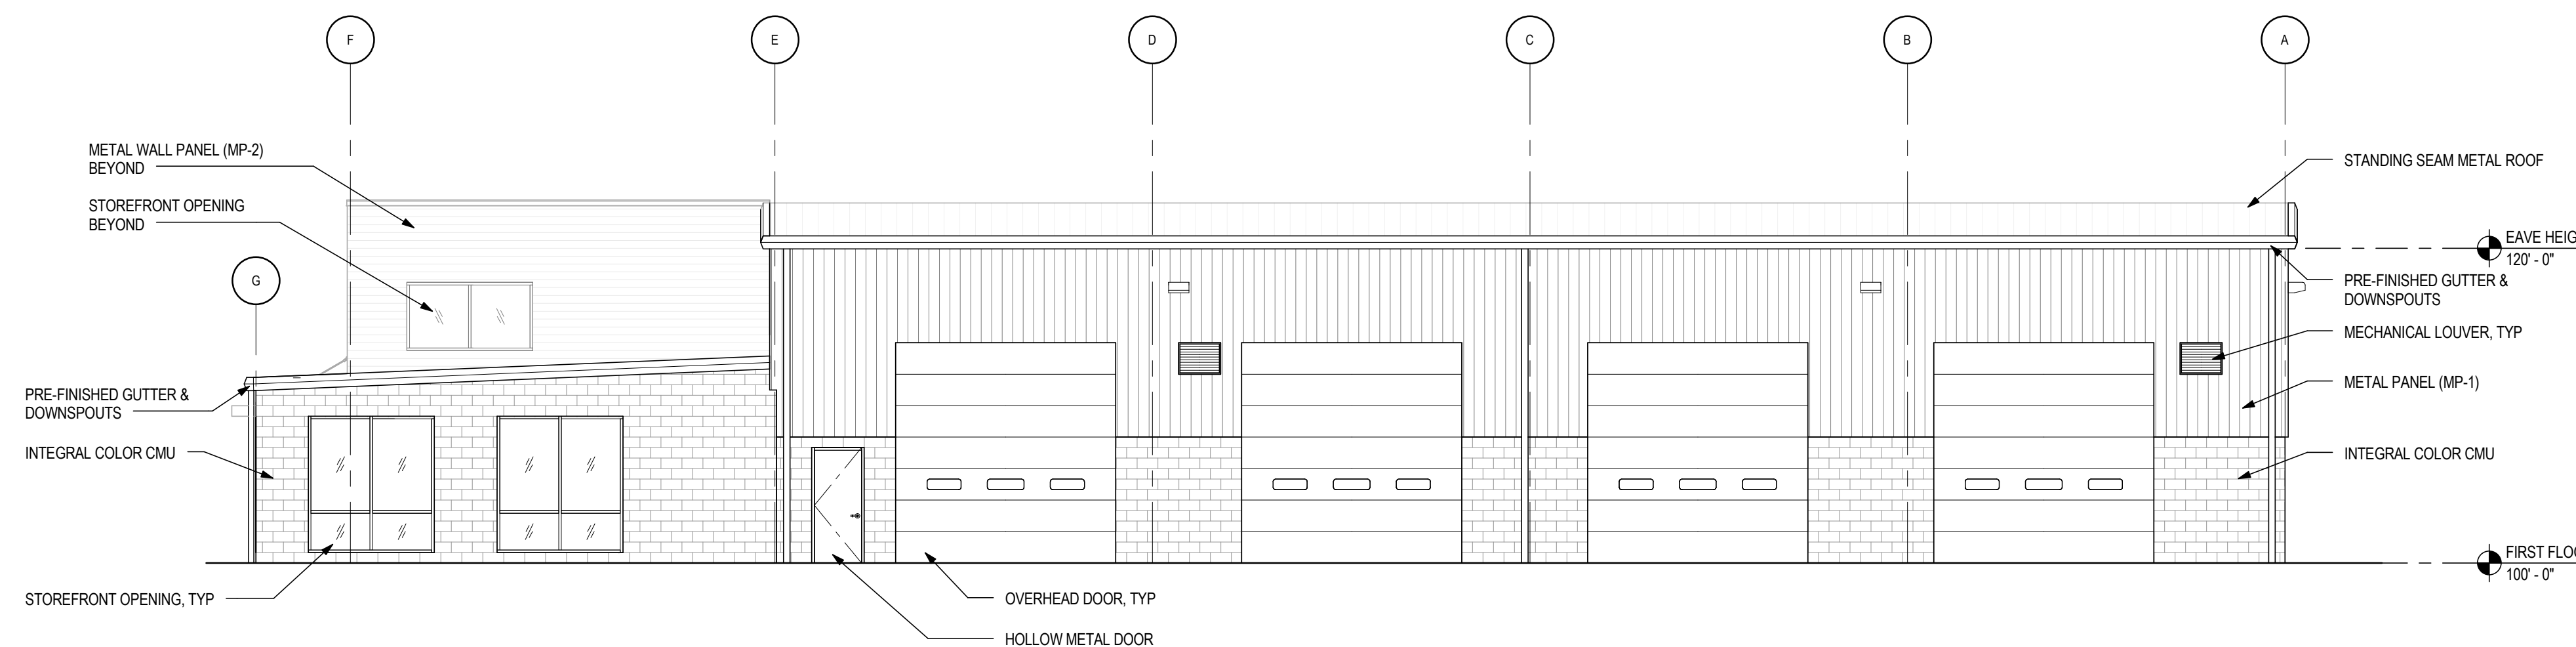 F
E
D
C
B
A
METAL WALL PANEL (MP-2)
BEYOND
STOREFRONT OPENING
BEYOND
G
PRE-FINISHED GUTTER &
DOWNSPOUTS
INTEGRAL COLOR CMU
STOREFRONT OPENING, TYP
OVERHEAD DOOR, TYP
HOLLOW METAL DOOR
STANDING SEAM METAL ROOF
EAVE HEIG
120' - 0"
PRE-FINISHED GUTTER &
DOWNSPOUTS
MECHANICAL LOUVER, TYP
METAL PANEL (MP-1)
INTEGRAL COLOR CMU
FIRST FLOO
100' - 0"